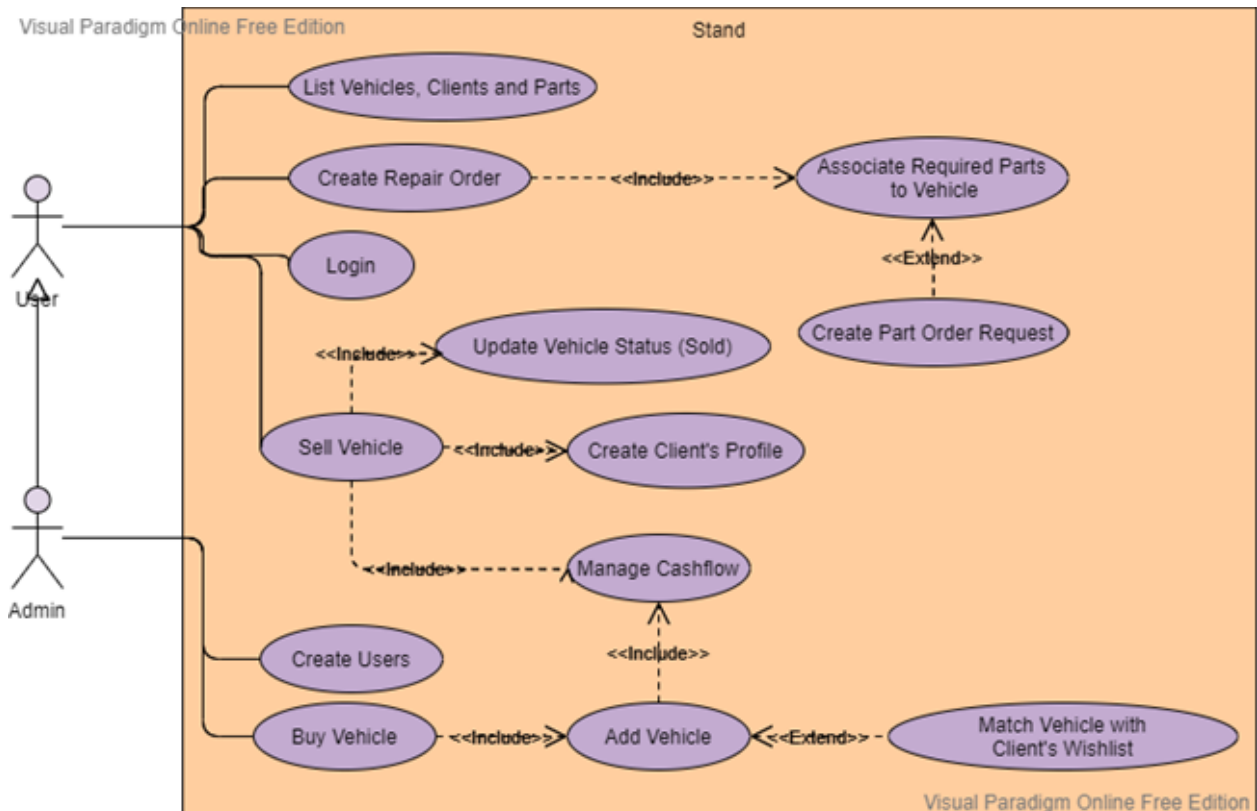 Visual Paradigm Online Free Edition
Stand
List Vehicles, Clients and Parts
Create Repair Order
<<Include>>
Associate Required Parts
to Vehicle
Login
<<Extend>>
User
Create Part Order Request
<<Include>>
Update Vehicle Status (Sold)
Sell Vehicle
<<Include>>
Create Client's Profile
<<Include>>
Manage Cashflow
Admin
Create Users
<<Include>>
Buy Vehicle
<<Include>>
Add Vehicle
<<Extend>>
Match Vehicle with
Client's Wishlist
Visual Paradigm Online Free Edition